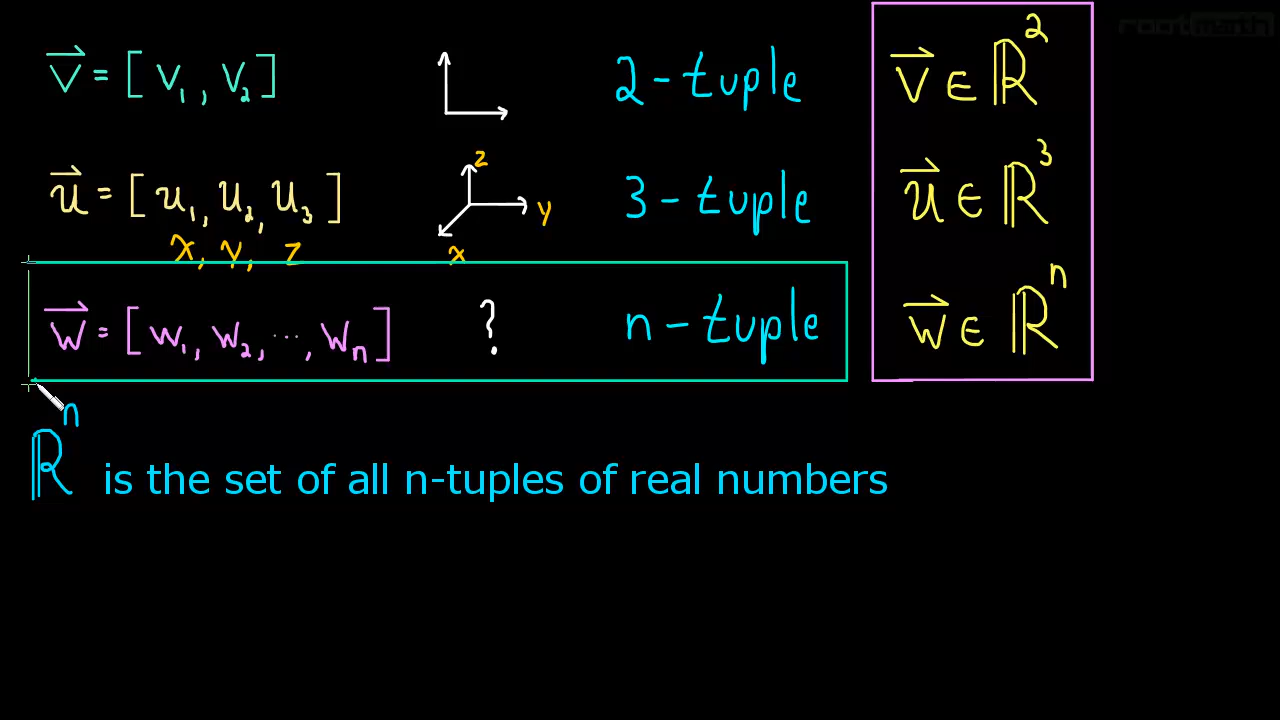 rootmath
v⃗ = [ v₁, v₂ ] 2-tuple v⃗ ∈ ℝ²
z
u⃗ = [ u₁, u₂, u₃ ] y 3-tuple u⃗ ∈ ℝ³
x, y, z x
w⃗ = [ w₁, w₂, ..., wₙ ] ? n-tuple w⃗ ∈ ℝⁿ
ℝⁿ is the set of all n-tuples of real numbers